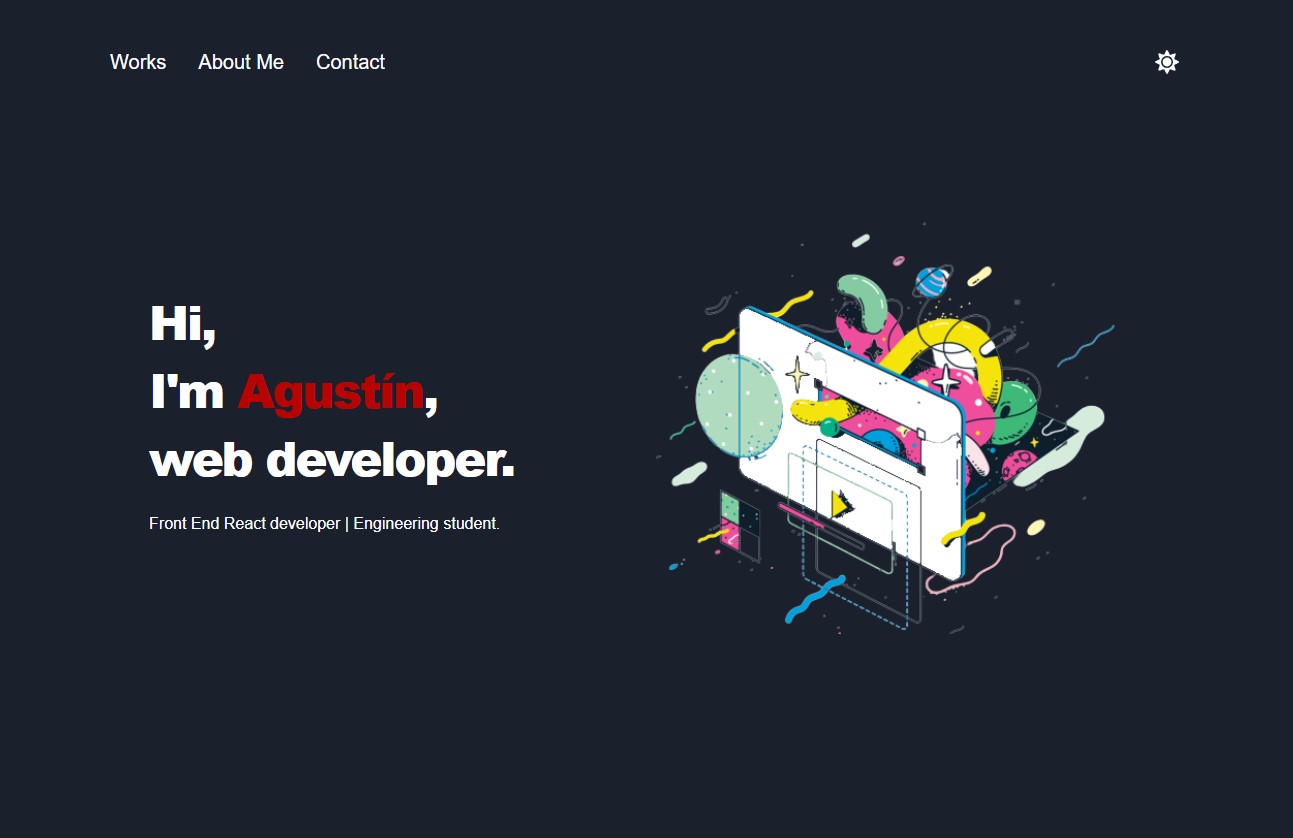 Works About Me Contact
Hi,
I'm Agustín,
web developer.
Front End React developer | Engineering student.